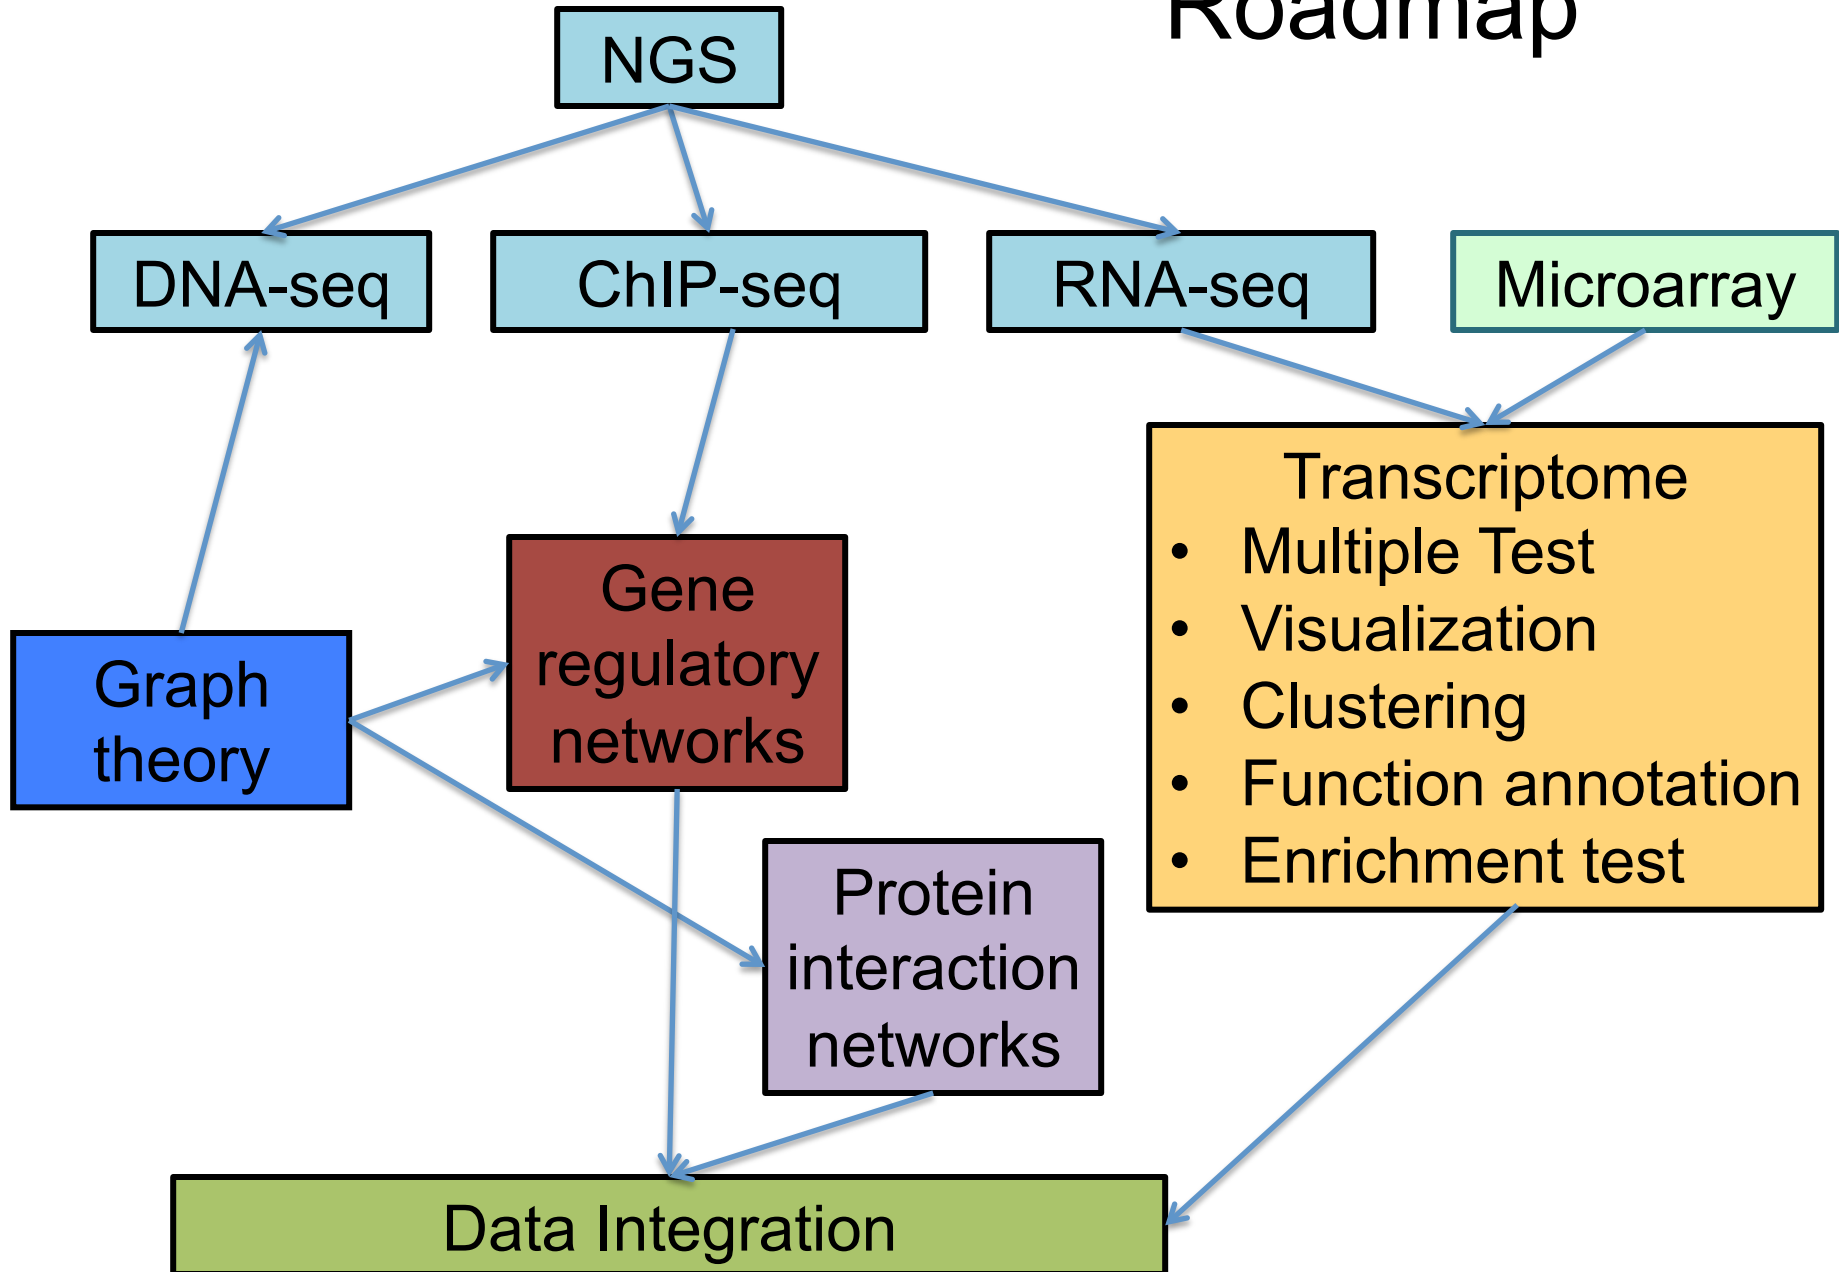 Roadmap
NGS
DNA-seq
ChIP-seq
RNA-seq
Microarray
Transcriptome
• Multiple Test
• Visualization
• Clustering
• Function annotation
• Enrichment test
Gene
regulatory
networks
Graph
theory
Protein
interaction
networks
Data Integration